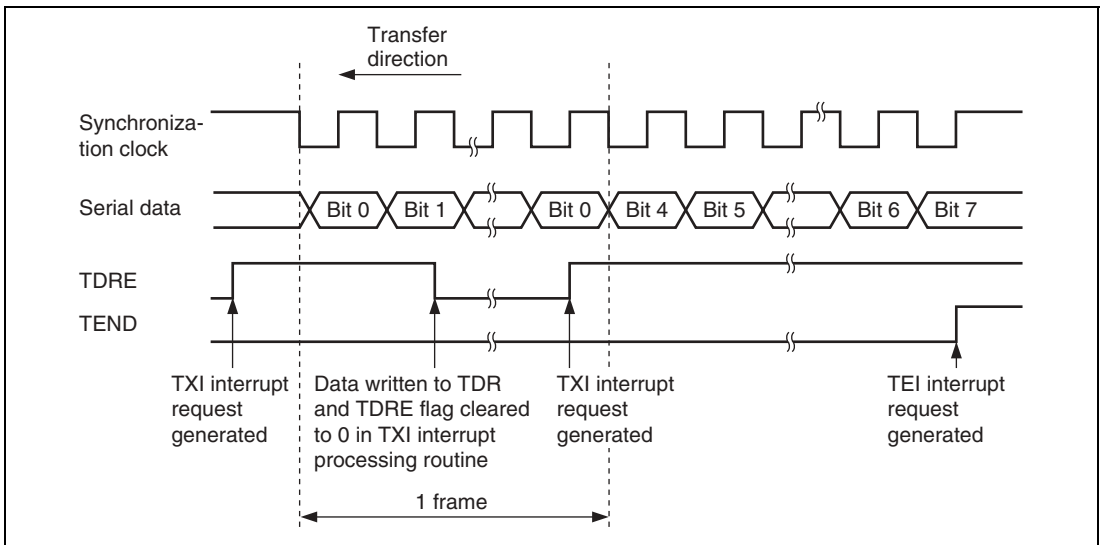 Transfer
direction
Synchroniza-
tion clock
Serial data
Bit 0
Bit 1
Bit 0
Bit 4
Bit 5
Bit 6
Bit 7
TDRE
TEND
TXI interrupt
request
generated
Data written to TDR
and TDRE flag cleared
to 0 in TXI interrupt
processing routine
TXI interrupt
request
generated
TEI interrupt
request
generated
1 frame